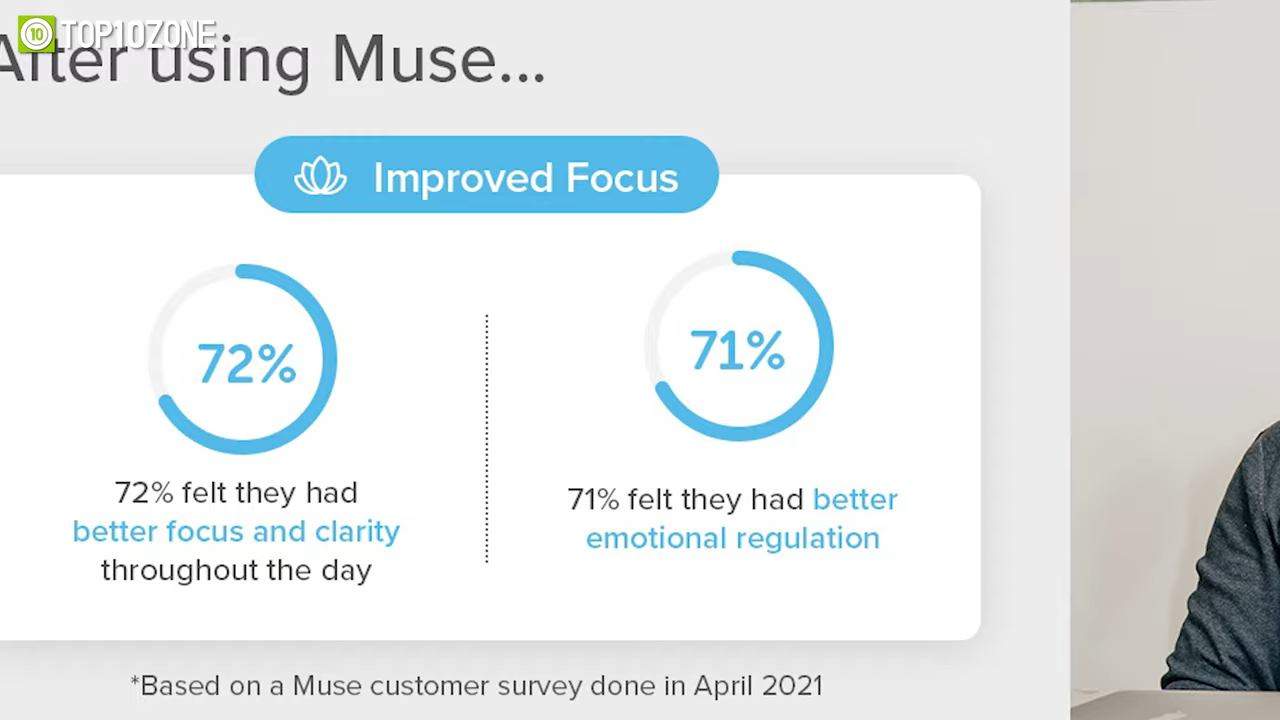 10 TOP10ZONE
After using Muse...
Improved Focus
72%
71%
72% felt they had
better focus and clarity
throughout the day
71% felt they had better
emotional regulation
*Based on a Muse customer survey done in April 2021